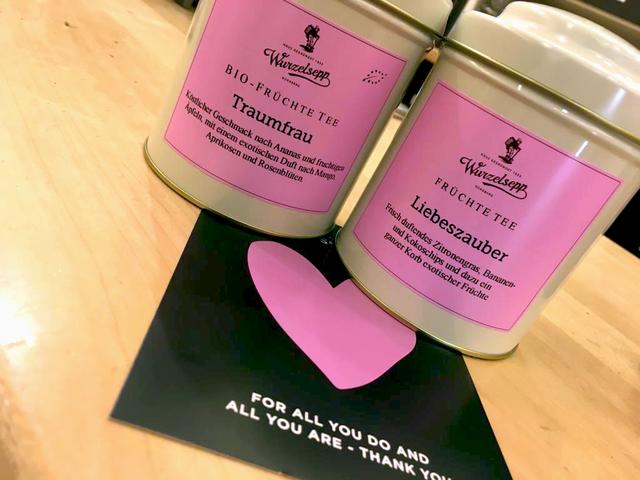 Wurzelsepp
BIO-FRÜCHTE TEE
Traumfrau
Köstlicher Geschmack nach Ananas und fruchtigen
Äpfeln, mit einem exotischen Duft nach Mango,
Aprikosen und Rosenblüten
Wurzelsepp
FRÜCHTE TEE
Liebeszauber
Frisch duftendes Zitronengras, Bananen-
und Kokoschips und dazu ein
ganzer Korb exotischer Früchte
FOR ALL YOU DO AND
ALL YOU ARE - THANK YOU